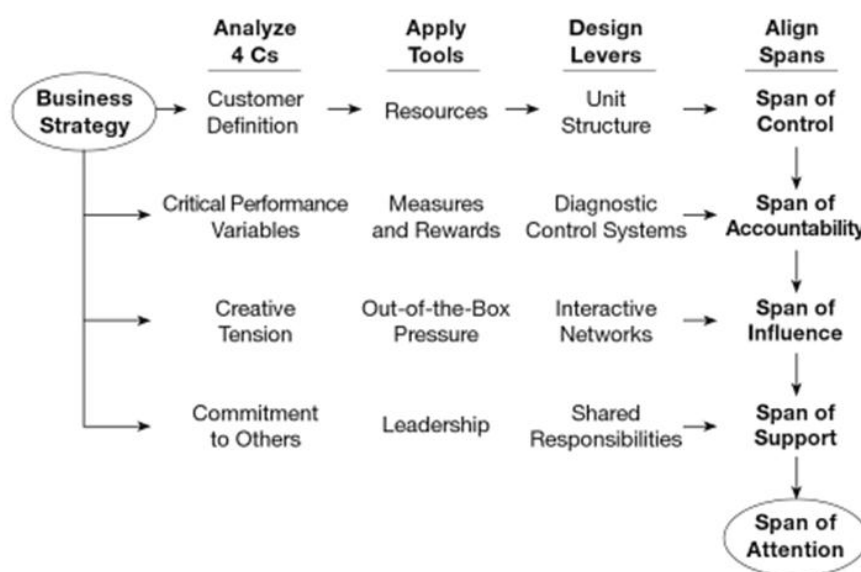 Analyze
4 Cs
Apply
Tools
Design
Levers
Align
Spans
Business
Strategy
Customer
Definition
Resources
Unit
Structure
Span of
Control
Critical Performance
Variables
Measures
and Rewards
Diagnostic
Control Systems
Span of
Accountability
Creative
Tension
Out-of-the-Box
Pressure
Interactive
Networks
Span of
Influence
Commitment
to Others
Leadership
Shared
Responsibilities
Span of
Support
Span of
Attention